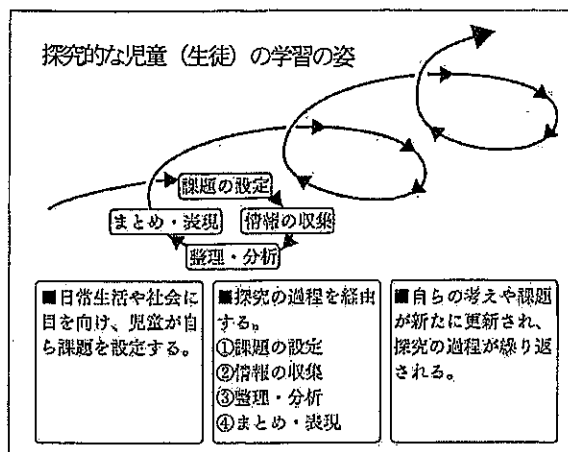 探究的な児童（生徒）の学習の姿
課題の設定
まとめ・表現
情報の収集
整理・分析
■日常生活や社会に
目を向け、児童が自
ら課題を設定する。
■探究の過程を経由
する。
①課題の設定
②情報の収集
③整理・分析
④まとめ・表現
■自らの考えや課題
が新たに更新され、
探究の過程が繰り返
される。